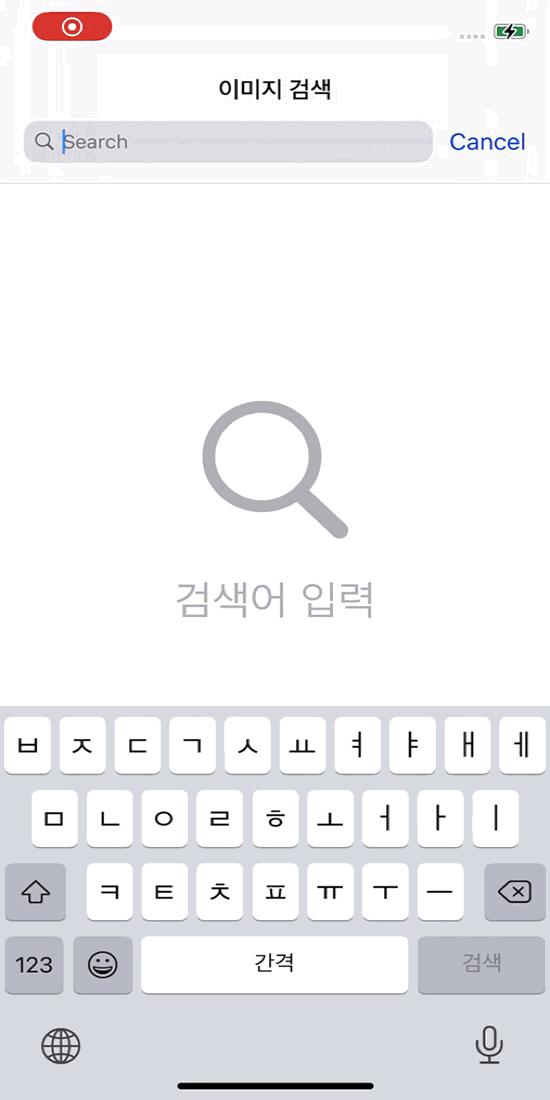 이미지 검색
Search Cancel
검색어 입력
ㅂ ㅈ ㄷ ㄱ ㅅ ㅛ ㅕ ㅑ ㅐ ㅔ
ㅁ ㄴ ㅇ ㄹ ㅎ ㅗ ㅓ ㅏ ㅣ
ㅋ ㅌ ㅊ ㅍ ㅠ ㅜ ㅡ
123 간격 검색